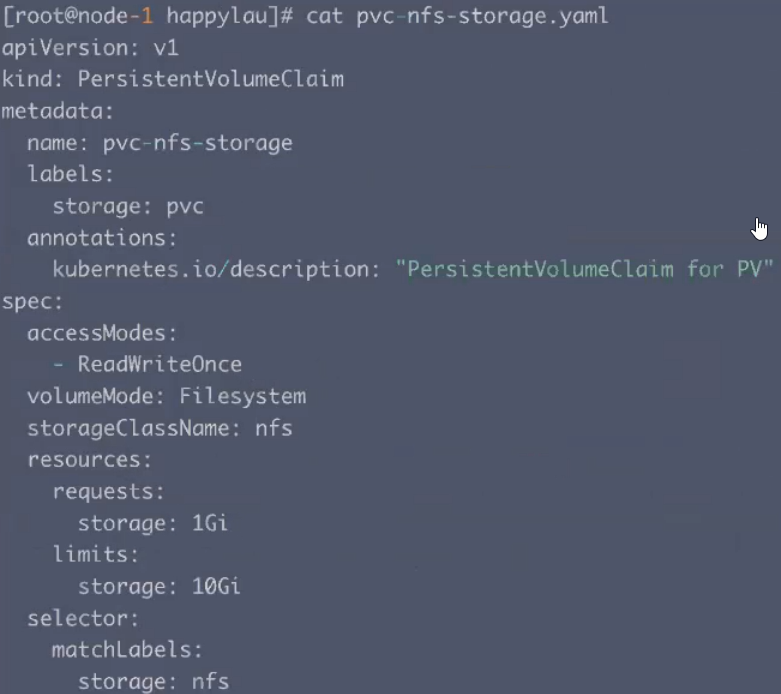 [root@node-1 happylau]# cat pvc-nfs-storage.yaml
apiVersion: v1
kind: PersistentVolumeClaim
metadata:
  name: pvc-nfs-storage
  labels:
    storage: pvc
  annotations:
    kubernetes.io/description: "PersistentVolumeClaim for PV"
spec:
  accessModes:
    - ReadWriteOnce
  volumeMode: Filesystem
  storageClassName: nfs
  resources:
    requests:
      storage: 1Gi
    limits:
      storage: 10Gi
  selector:
    matchLabels:
      storage: nfs